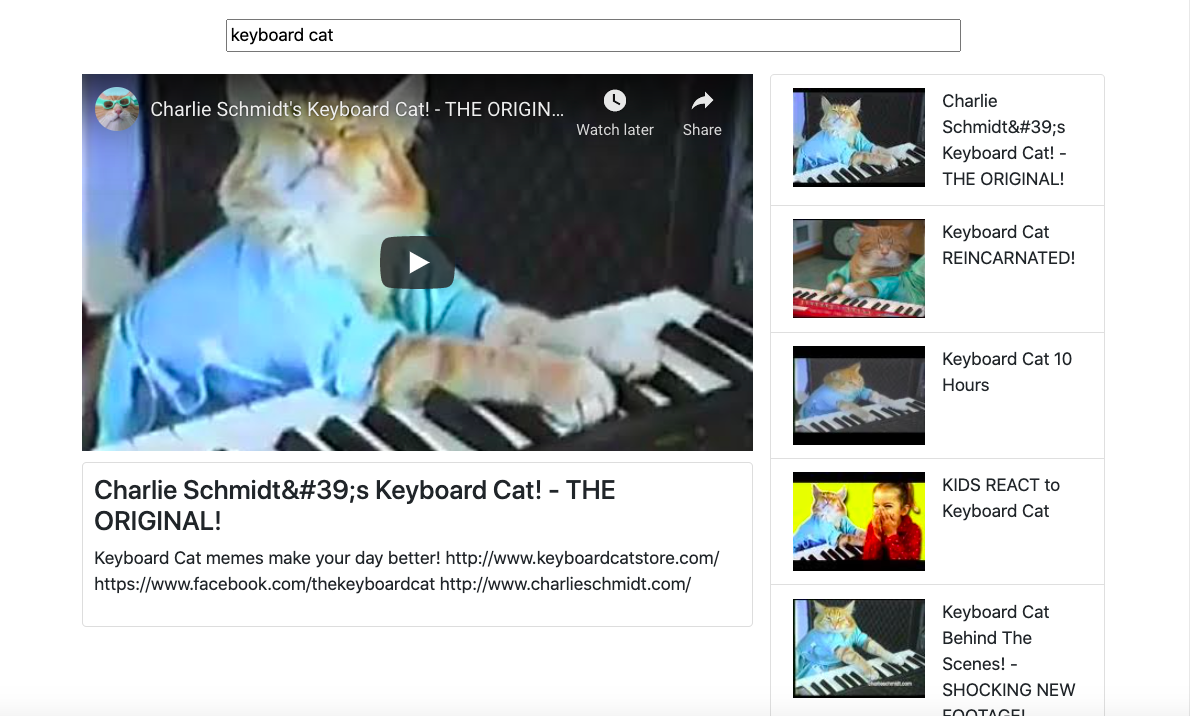 keyboard cat
Charlie Schmidt's Keyboard Cat! - THE ORIGIN...
Watch later
Share
Charlie Schmidt&#39;s Keyboard Cat! - THE
ORIGINAL!
Keyboard Cat memes make your day better! http://www.keyboardcatstore.com/
https://www.facebook.com/thekeyboardcat http://www.charlieschmidt.com/
Charlie
Schmidt&#39;s
Keyboard Cat! -
THE ORIGINAL!
Keyboard Cat
REINCARNATED!
Keyboard Cat 10
Hours
KIDS REACT to
Keyboard Cat
charlieschmidt.com
Keyboard Cat
Behind The
Scenes! -
SHOCKING NEW
FOOTAGE!